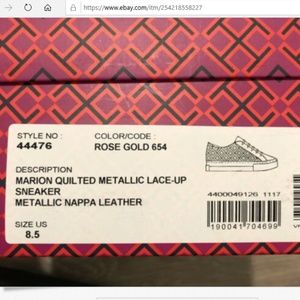 https://www.ebay.com/itm/254218558227
STYLE NO : COLOR/CODE :
44476 ROSE GOLD 654
DESCRIPTION
MARION QUILTED METALLIC LACE-UP
SNEAKER
METALLIC NAPPA LEATHER
4400049126 1117
SIZE US
8.5
190041704699